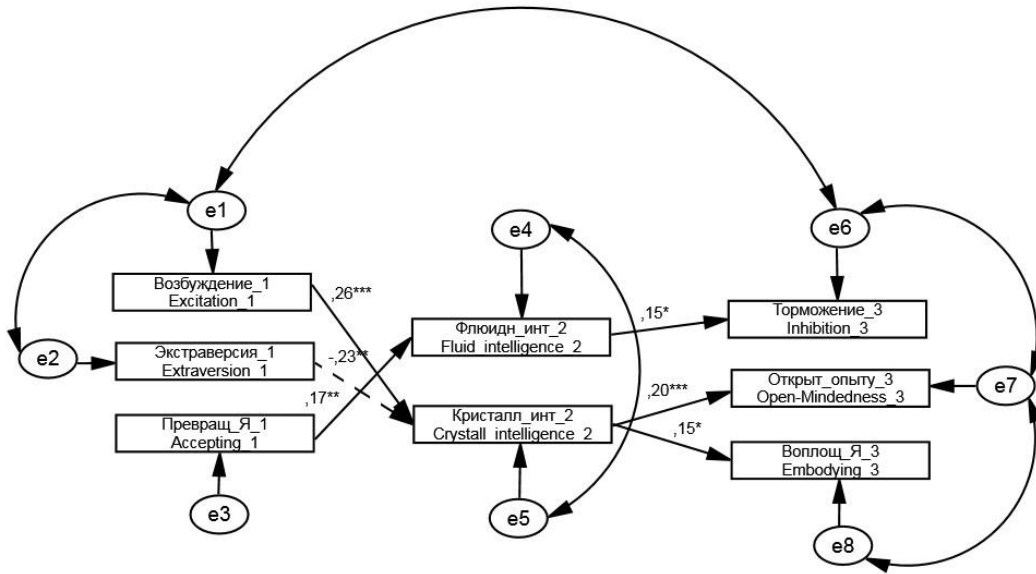 e1
e4
e6
Возбуждение_1
Excitation_1
,26***
Флюидн_инт_2
Fluid_intelligence_2
,15*
Торможение_3
Inhibition_3
e2
Экстраверсия_1
Extraversion_1
-,23**
,17**
Превращ_Я_1
Accepting_1
Кристалл_инт_2
Crystall_intelligence_2
,20***
,15*
Открыт_опыту_3
Open-Mindedness_3
e7
Воплощ_Я_3
Embodying_3
e3
e5
e8